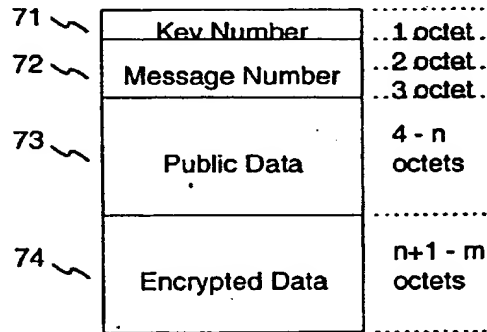 71 Key Number 1 octet
72 Message Number 2 octet
3 octet
73 Public Data 4 - n octets
74 Encrypted Data n+1 - m octets